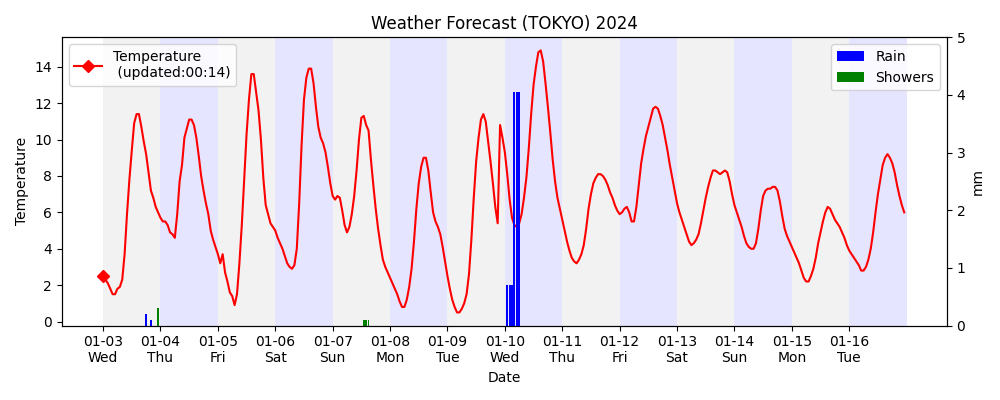 Weather Forecast (TOKYO) 2024
Temperature
(updated:00:14)
Rain
Showers
Temperature
14
12
10
8
6
4
2
0
5
4
3
2
1
0
mm
01-03 01-04 01-05 01-06 01-07 01-08 01-09 01-10 01-11 01-12 01-13 01-14 01-15 01-16
Wed Thu Fri Sat Sun Mon Tue Wed Thu Fri Sat Sun Mon Tue
Date